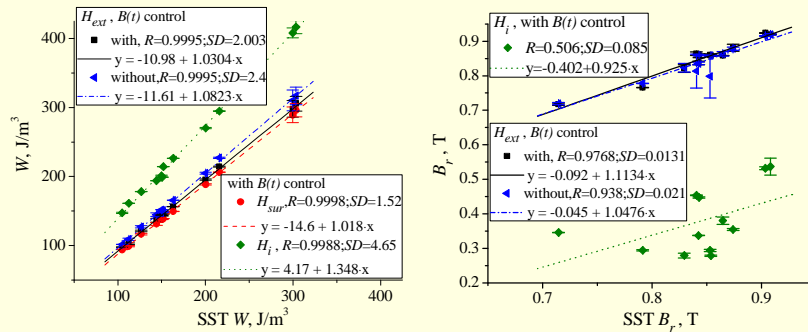 H_ext , B(t) control
with, R=0.9995;SD=2.003
y = -10.98 + 1.0304·x
without,R=0.9995;SD=2.4
y = -11.61 + 1.0823·x
400
300
200
100
W, J/m³
with B(t) control
H_sur, R=0.9998,SD=1.52
y = -14.6 + 1.018·x
H_i , R=0.9988,SD=4.65
y = 4.17 + 1.348·x
100 200 300 400
SST W, J/m³
H_i , with B(t) control
R=0.506;SD=0.085
y=-0.402+0.925·x
0.9
0.8
0.7
0.6
0.5
0.4
0.3
0.2
B_r, T
H_ext, B(t) control
with, R=0.9768,SD=0.0131
y = -0.092 + 1.1134·x
without,R=0.938,SD=0.021
y = -0.045 + 1.0476·x
0.7 0.8 0.9
SST B_r, T